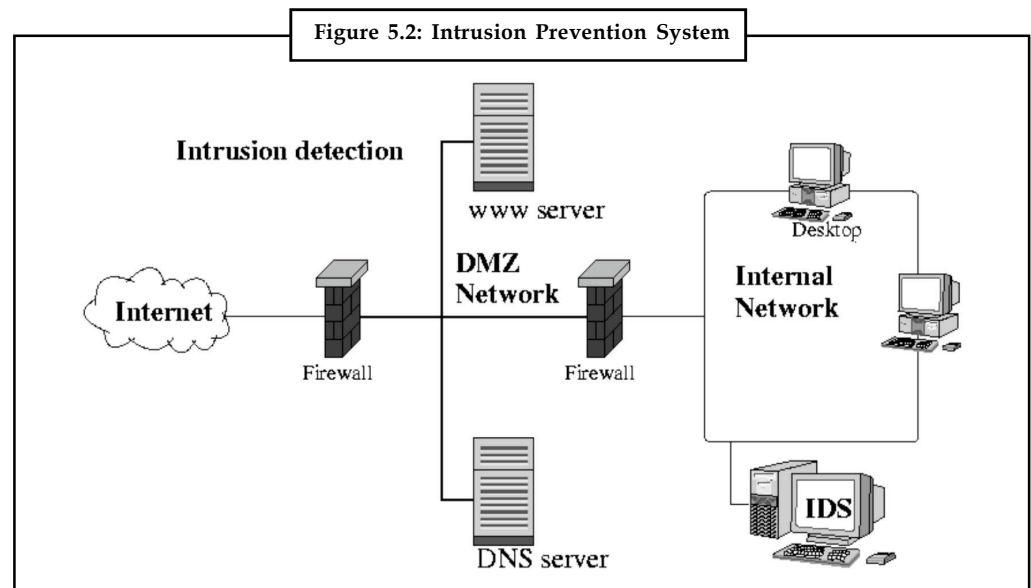 Figure 5.2: Intrusion Prevention System
Intrusion detection
www server
Desktop
DMZ
Network
Internal
Network
Internet
Firewall
Firewall
IDS
DNS server